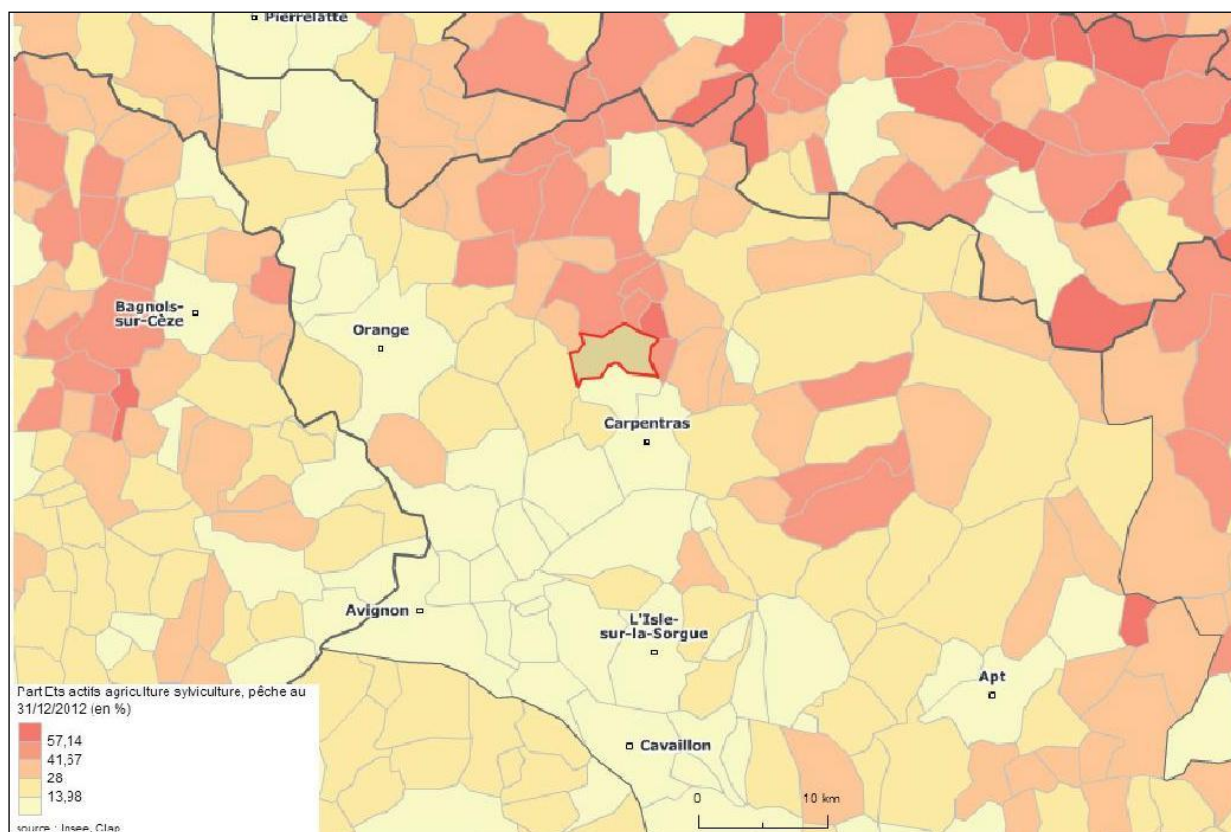 Pierrelatte
Bagnols-
sur-Cèze
Orange
Carpentras
Avignon
L'Isle-
sur-la-Sorgue
Apt
Cavaillon
Part Ets actifs agriculture sylviculture, pêche au
31/12/2012 (en %)
57,14
41,67
28
13,98
source : Insee, Clap
0 10 km